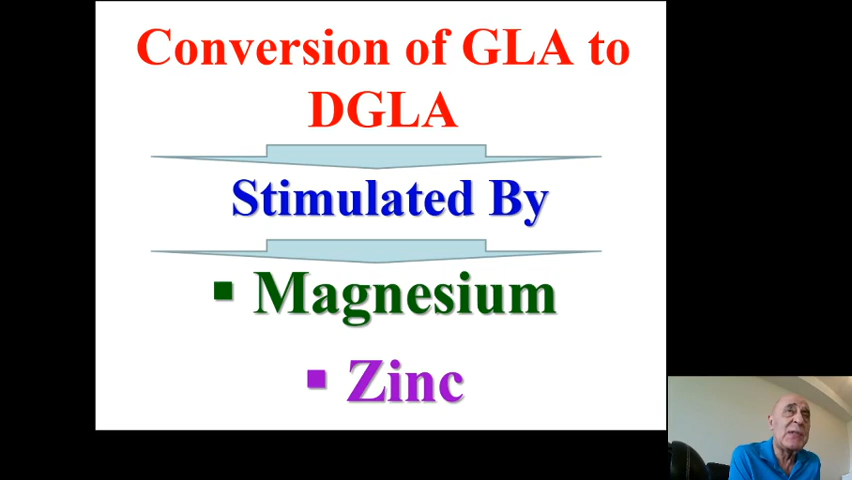 Conversion of GLA to
DGLA
Stimulated By
▪ Magnesium
▪ Zinc